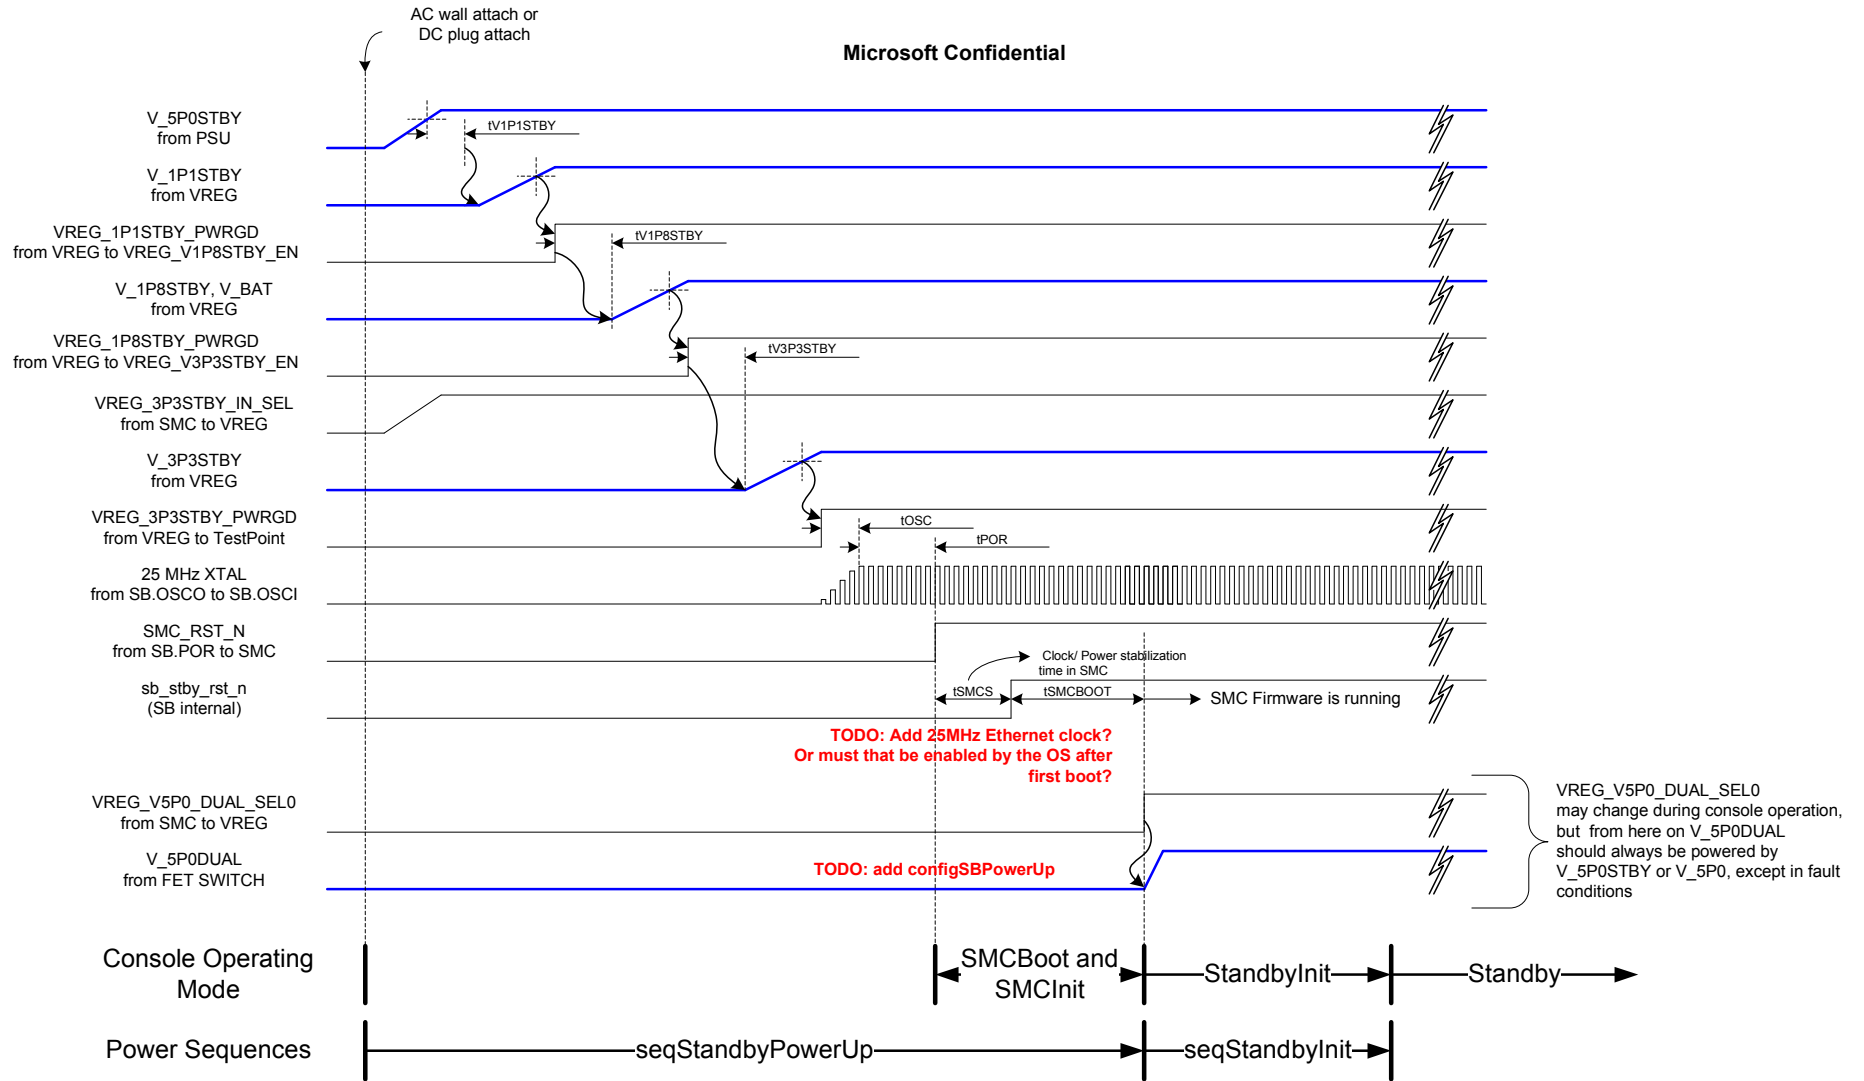 AC wall attach or
DC plug attach
Microsoft Confidential
V_5P0STBY
from PSU
tV1P1STBY
V_1P1STBY
from VREG
VREG_1P1STBY_PWRGD
from VREG to VREG_V1P8STBY_EN
tV1P8STBY
V_1P8STBY, V_BAT
from VREG
VREG_1P8STBY_PWRGD
from VREG to VREG_V3P3STBY_EN
tV3P3STBY
VREG_3P3STBY_IN_SEL
from SMC to VREG
V_3P3STBY
from VREG
VREG_3P3STBY_PWRGD
from VREG to TestPoint
tOSC
tPOR
25 MHz XTAL
from SB.OSCO to SB.OSCI
SMC_RST_N
from SB.POR to SMC
Clock/ Power stabilization
time in SMC
sb_stby_rst_n
(SB internal)
tSMCS
tSMCBOOT
SMC Firmware is running
TODO: Add 25MHz Ethernet clock?
Or must that be enabled by the OS after
first boot?
VREG_V5P0_DUAL_SEL0
from SMC to VREG
V_5P0DUAL
from FET SWITCH
TODO: add configSBPowerUp
VREG_V5P0_DUAL_SEL0
may change during console operation,
but from here on V_5P0DUAL
should always be powered by
V_5P0STBY or V_5P0, except in fault
conditions
Console Operating
Mode
SMCBoot and
SMCInit
StandbyInit
Standby
Power Sequences
seqStandbyPowerUp
seqStandbyInit